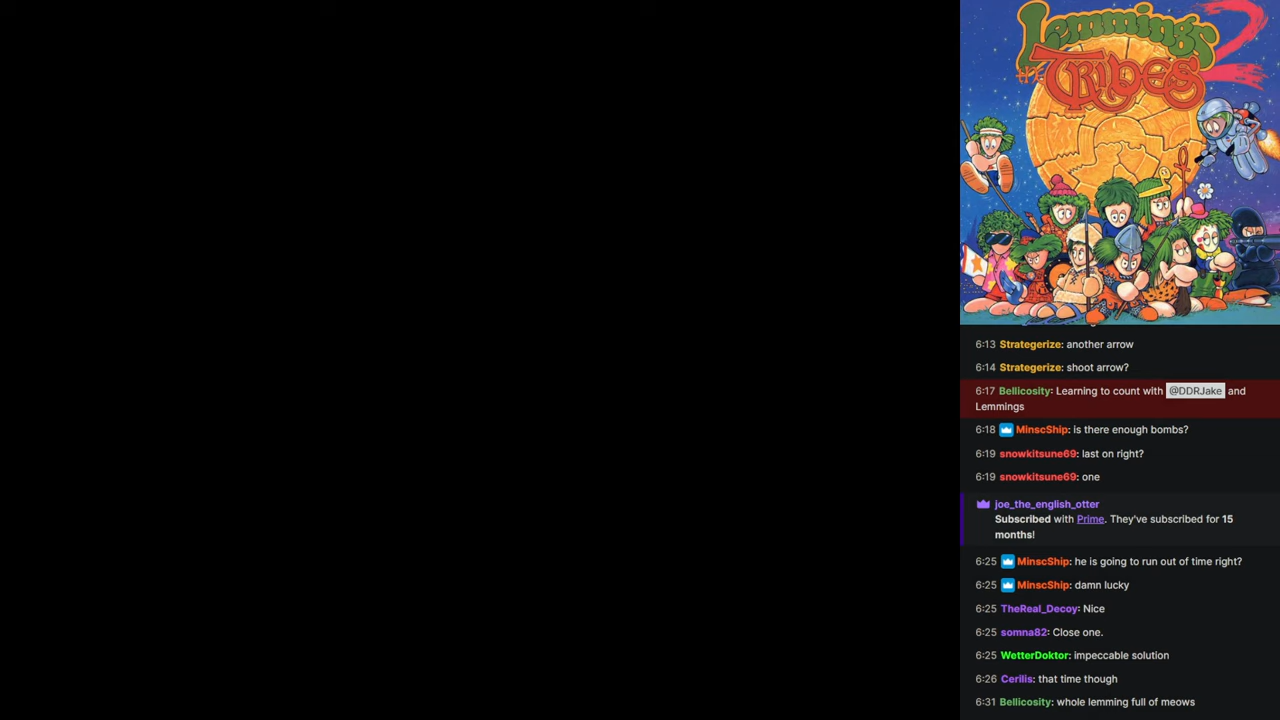 Lemmings 2
THE TRIBES
6:13 Strategerize: another arrow
6:14 Strategerize: shoot arrow?
6:17 Bellicosity: Learning to count with @DDRJake and
Lemmings
6:18 MinscShip: is there enough bombs?
6:19 snowkitsune69: last on right?
6:19 snowkitsune69: one
joe_the_english_otter
Subscribed with Prime. They've subscribed for 15
months!
6:25 MinscShip: he is going to run out of time right?
6:25 MinscShip: damn lucky
6:25 TheReal_Decoy: Nice
6:25 somna82: Close one.
6:25 WetterDoktor: impeccable solution
6:26 Cerilis: that time though
6:31 Bellicosity: whole lemming full of meows